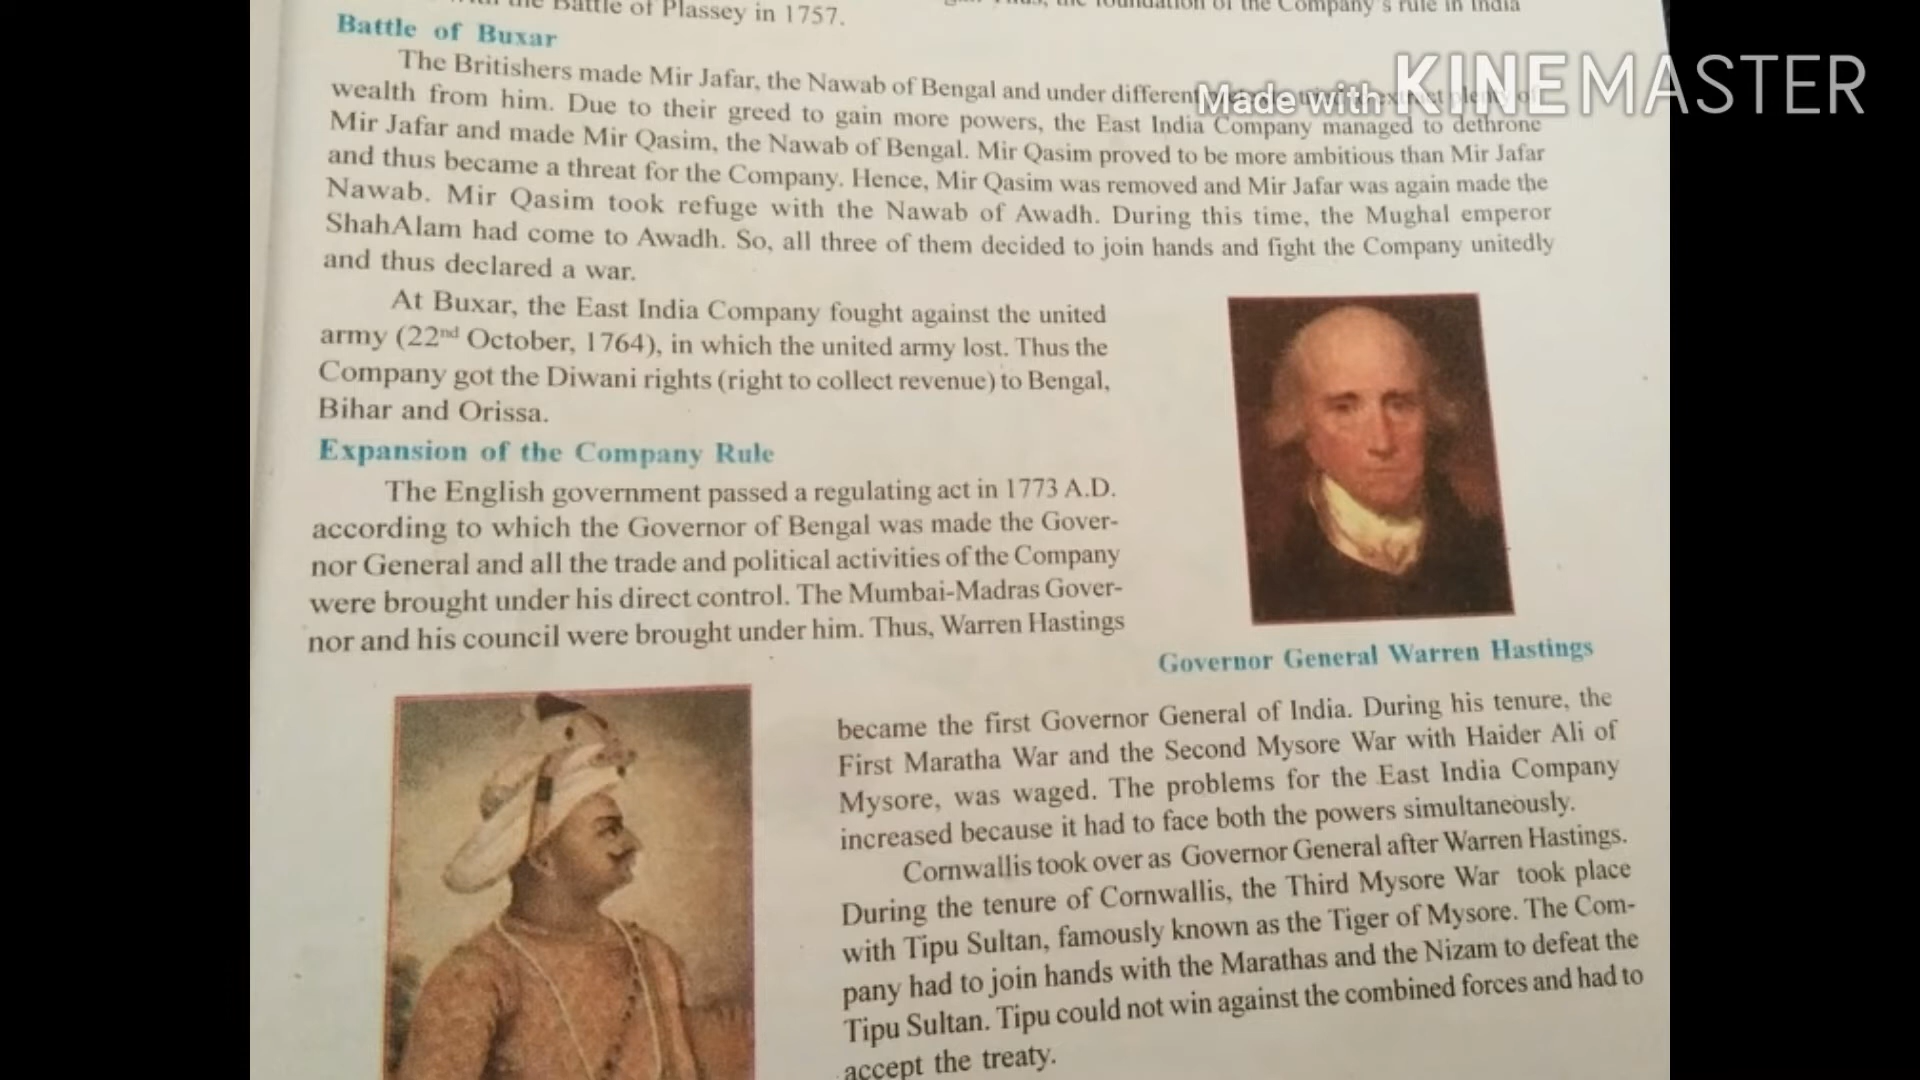 the Battle of Plassey in 1757.
the foundation of the Company's rule in India
Battle of Buxar
The Britishers made Mir Jafar, the Nawab of Bengal and under different
wealth from him. Due to their greed to gain more powers, the East India Company managed to dethrone
Mir Jafar and made Mir Qasim, the Nawab of Bengal. Mir Qasim proved to be more ambitious than Mir Jafar
and thus became a threat for the Company. Hence, Mir Qasim was removed and Mir Jafar was again made the
Nawab. Mir Qasim took refuge with the Nawab of Awadh. During this time, the Mughal emperor
ShahAlam had come to Awadh. So, all three of them decided to join hands and fight the Company unitedly
and thus declared a war.
At Buxar, the East India Company fought against the united
army (22nd October, 1764), in which the united army lost. Thus the
Company got the Diwani rights (right to collect revenue) to Bengal,
Bihar and Orissa.
Expansion of the Company Rule
The English government passed a regulating act in 1773 A.D.
according to which the Governor of Bengal was made the Gover-
nor General and all the trade and political activities of the Company
were brought under his direct control. The Mumbai-Madras Gover-
nor and his council were brought under him. Thus, Warren Hastings
Governor General Warren Hastings
became the first Governor General of India. During his tenure, the
First Maratha War and the Second Mysore War with Haider Ali of
Mysore, was waged. The problems for the East India Company
increased because it had to face both the powers simultaneously.
Cornwallis took over as Governor General after Warren Hastings.
During the tenure of Cornwallis, the Third Mysore War took place
with Tipu Sultan, famously known as the Tiger of Mysore. The Com-
pany had to join hands with the Marathas and the Nizam to defeat the
Tipu Sultan. Tipu could not win against the combined forces and had to
accept the treaty.
Made with KINEMASTER